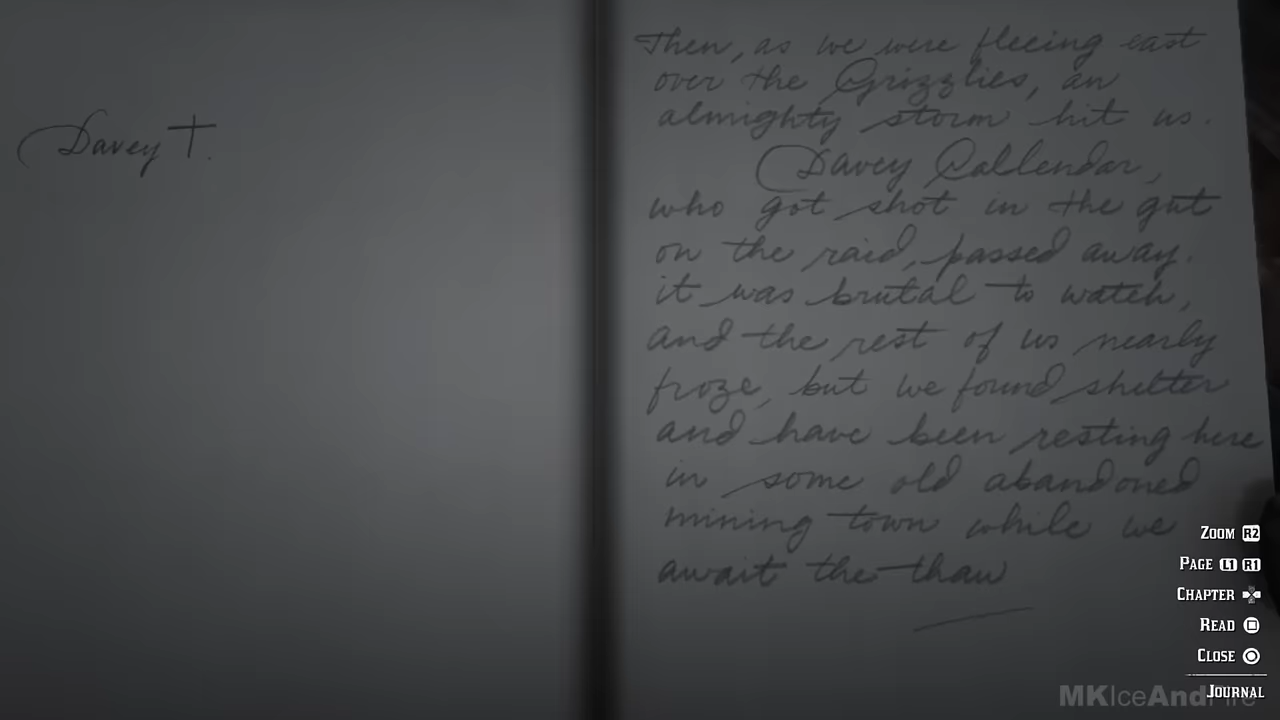 Davey T.
Then, as we were fleeing east
over the Grizzlies, an
almighty storm hit us.
Davey Callendar,
who got shot in the gut
on the raid, passed away.
it was brutal to watch,
and the rest of us nearly
froze, but we found shelter
and have been resting here
in some old abandoned
mining town while we
await the thaw
ZOOM R2
PAGE L1 R1
CHAPTER
READ
CLOSE
JOURNAL
MKIceAndFire